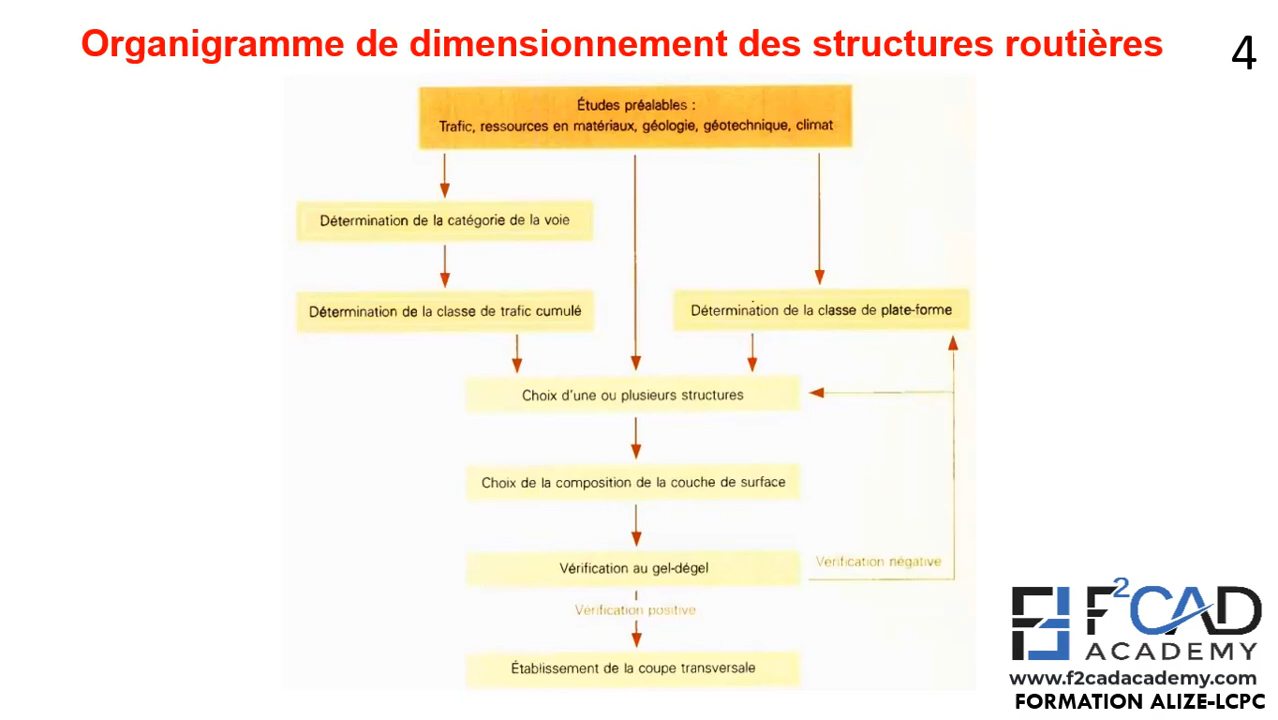 Organigramme de dimensionnement des structures routières
4
Études préalables :
Trafic, ressources en matériaux, géologie, géotechnique, climat
Détermination de la catégorie de la voie
Détermination de la classe de trafic cumulé
Détermination de la classe de plate-forme
Choix d'une ou plusieurs structures
Choix de la composition de la couche de surface
Vérification au gel-dégel
Verification négative
Vérification positive
Établissement de la coupe transversale
F²CAD
ACADEMY
www.f2cadacademy.com
FORMATION ALIZE-LCPC